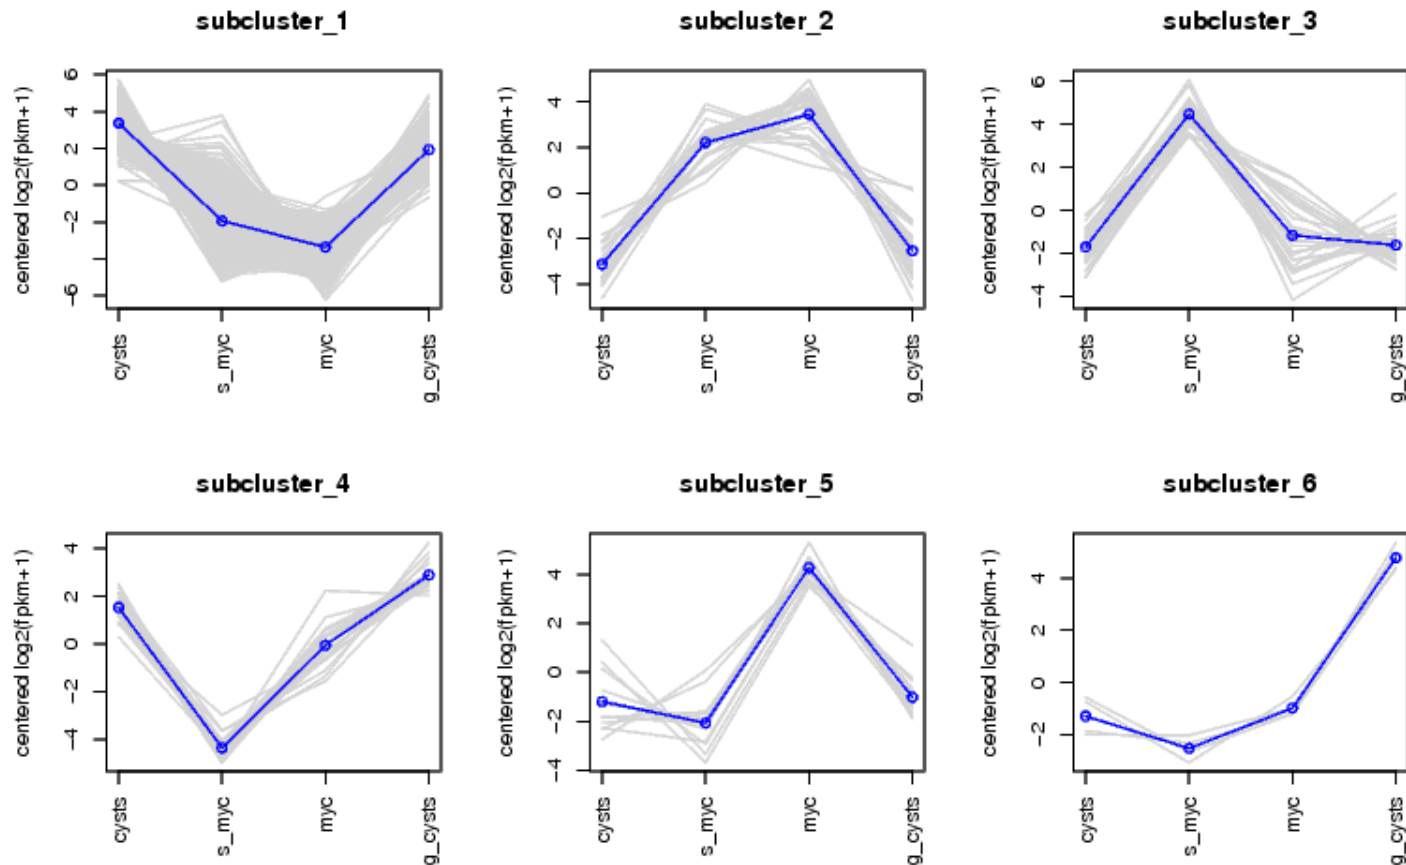 subcluster_1
centered log2(fpkm+1)
6
4
2
0
-2
-6
cysts
s_myc
myc
g_cysts
subcluster_2
centered log2(fpkm+1)
4
2
0
-2
-4
cysts
s_myc
myc
g_cysts
subcluster_3
centered log2(fpkm+1)
6
4
2
0
-2
-4
cysts
s_myc
myc
g_cysts
subcluster_4
centered log2(fpkm+1)
4
2
0
-2
-4
cysts
s_myc
myc
g_cysts
subcluster_5
centered log2(fpkm+1)
4
2
0
-2
-4
cysts
s_myc
myc
g_cysts
subcluster_6
centered log2(fpkm+1)
4
2
0
-2
cysts
s_myc
myc
g_cysts